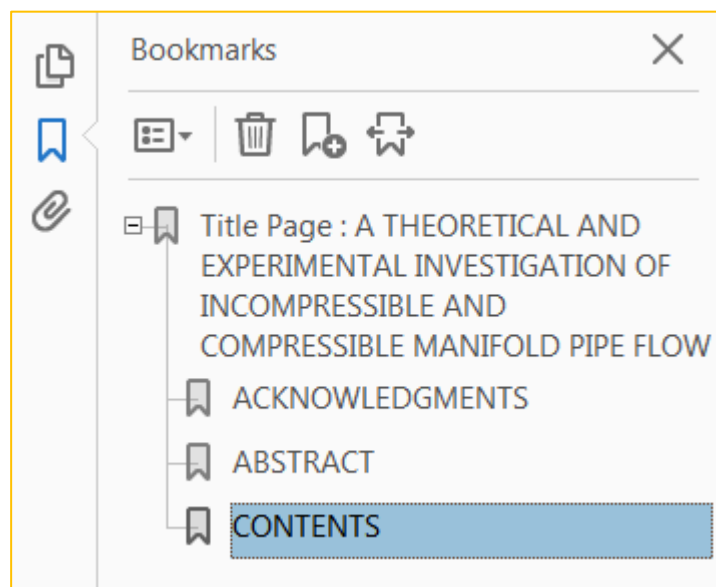 Bookmarks
Title Page : A THEORETICAL AND
EXPERIMENTAL INVESTIGATION OF
INCOMPRESSIBLE AND
COMPRESSIBLE MANIFOLD PIPE FLOW
ACKNOWLEDGMENTS
ABSTRACT
CONTENTS